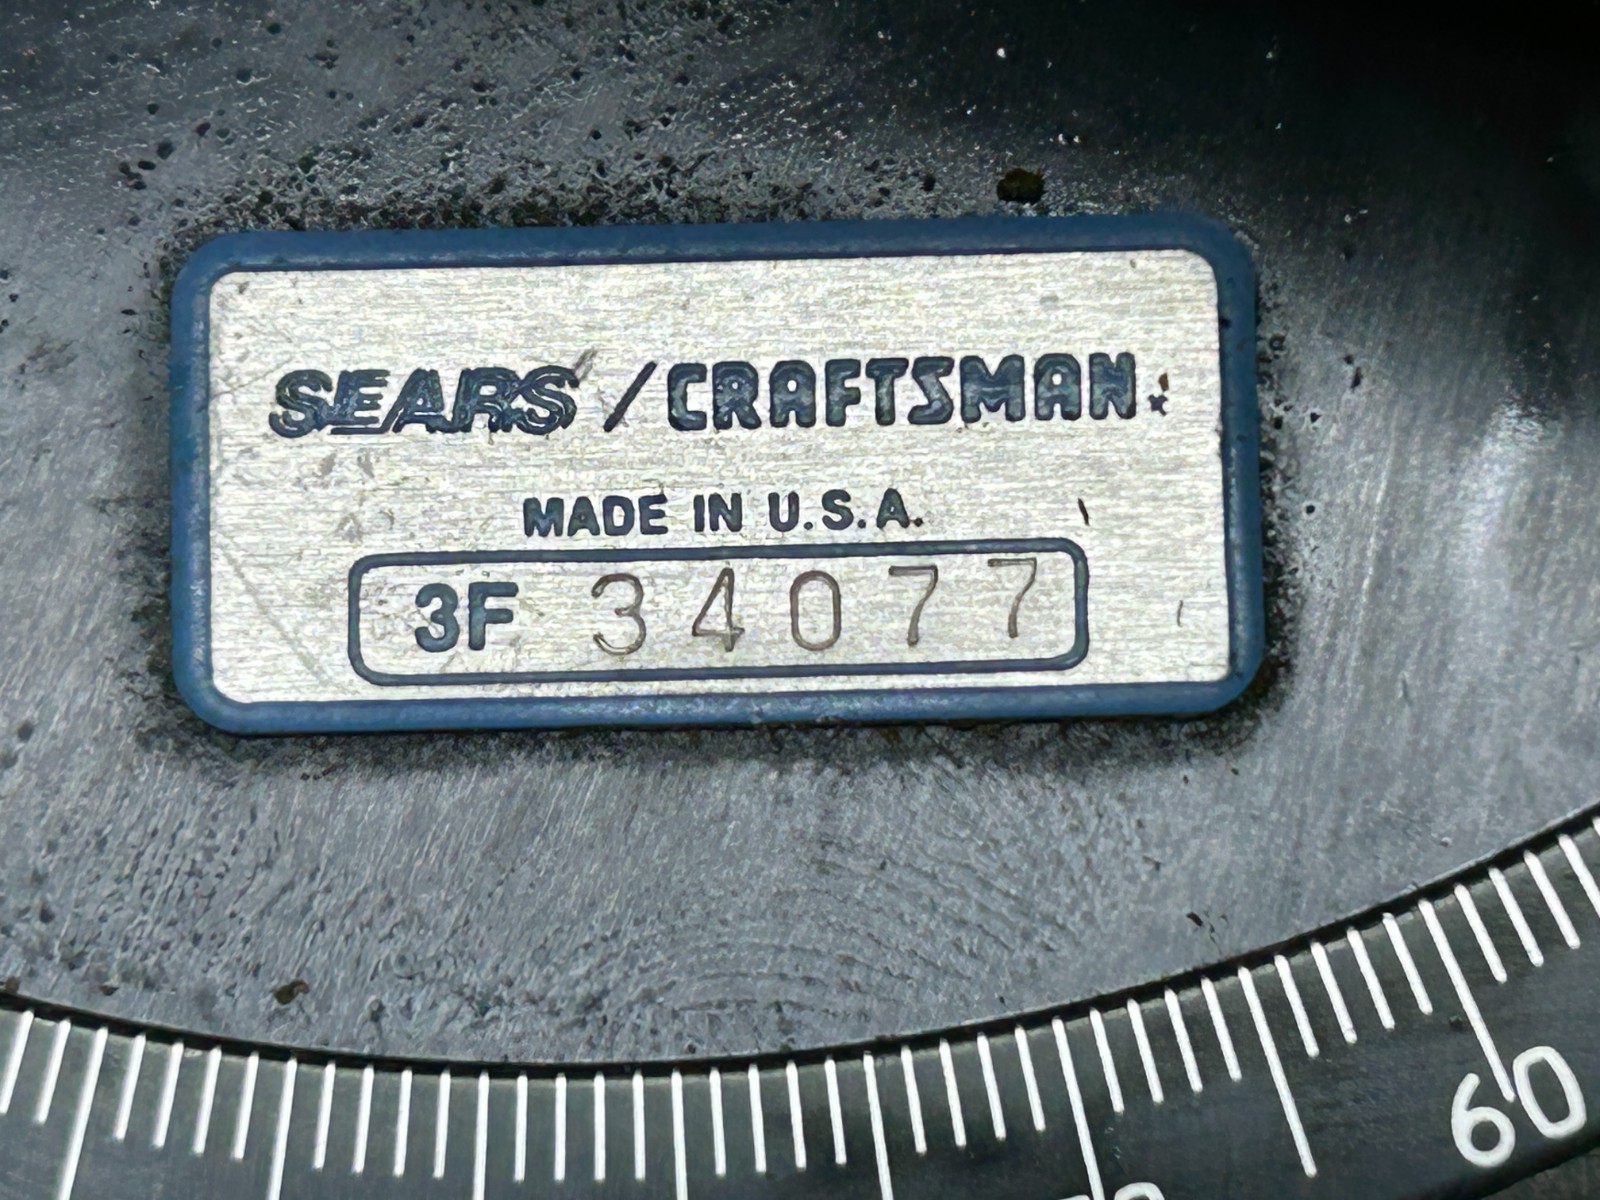 SEARS / CRAFTSMAN
MADE IN U.S.A.
3F 34077
60